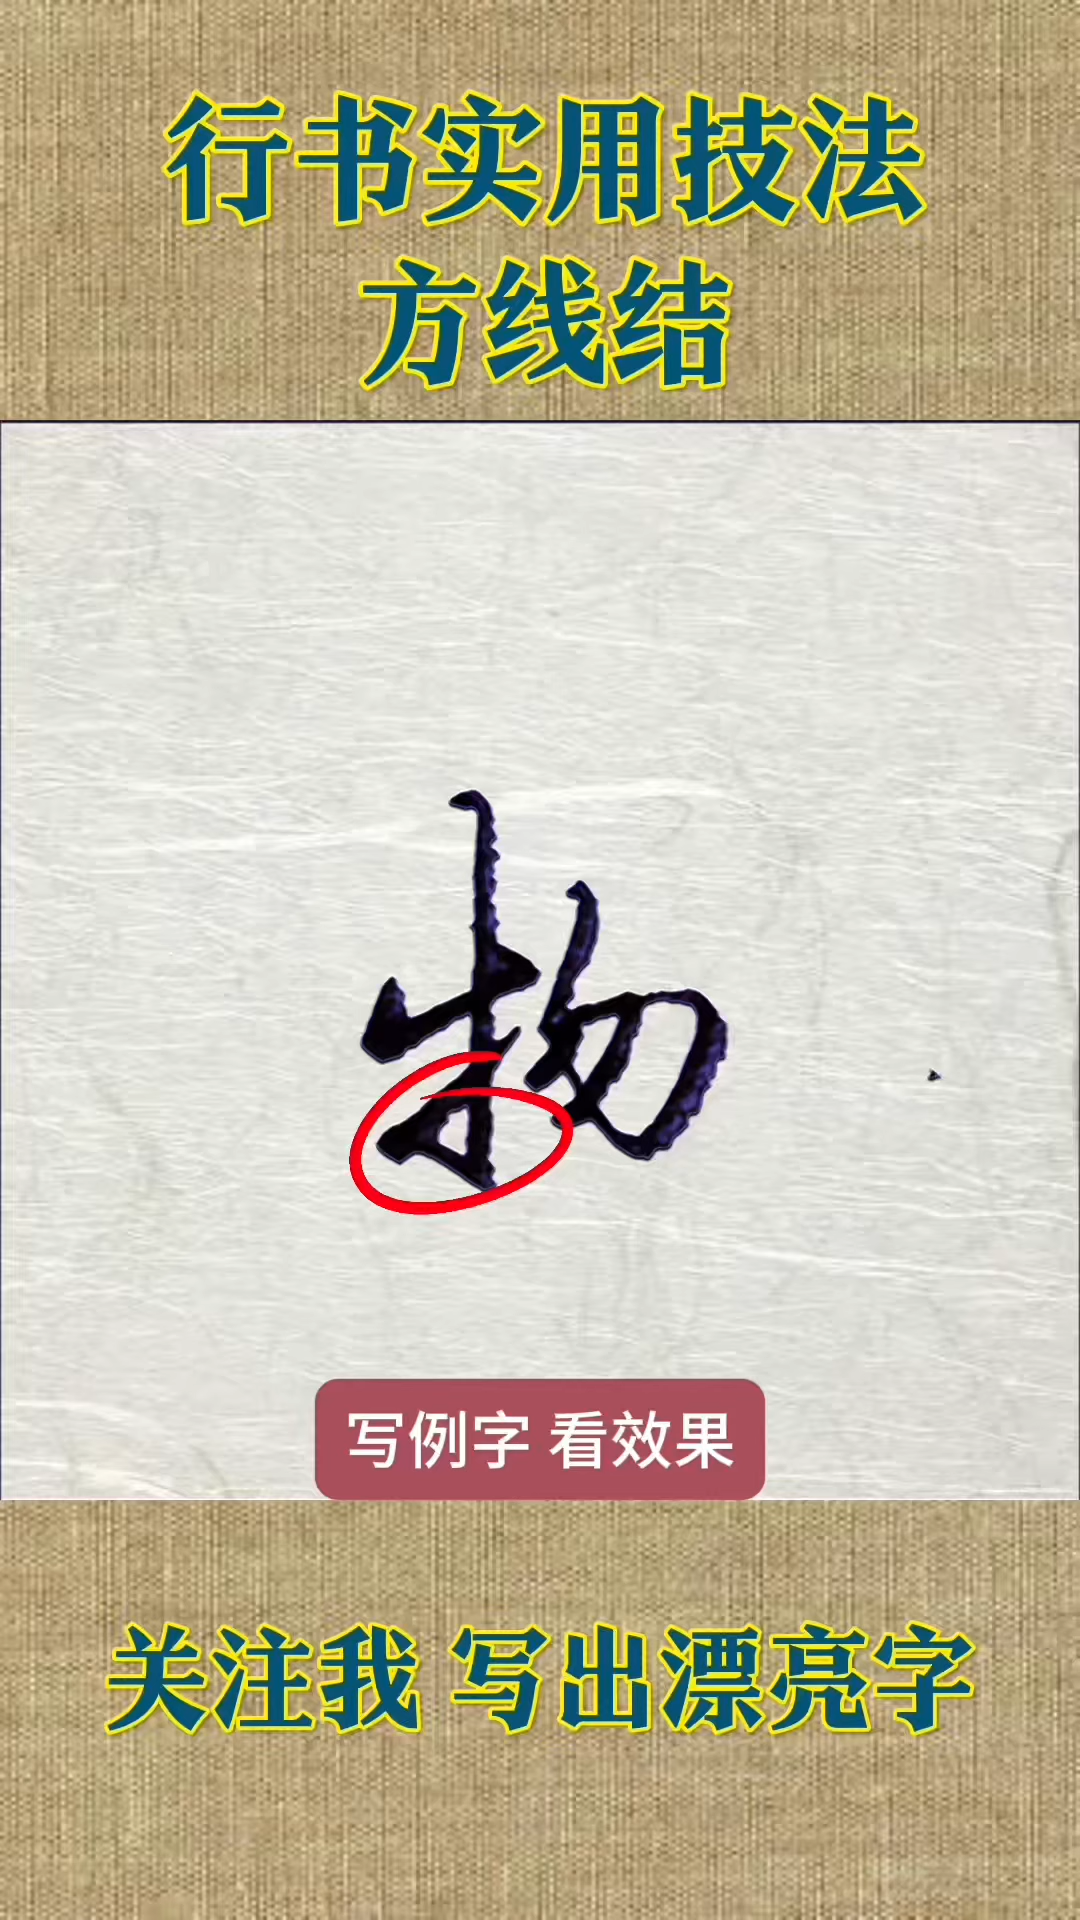 行书实用技法
方线结
物
写例字 看效果
关注我 写出漂亮字